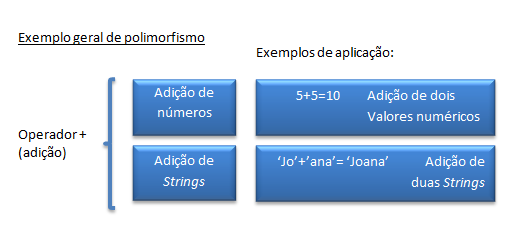 Exemplo geral de polimorfismo
Exemplos de aplicação:
Operador +
(adição)
Adição de
números
5+5=10 Adição de dois
Valores numéricos
Adição de
Strings
‘Jo’+’ana’= ‘Joana’ Adição de
duas Strings